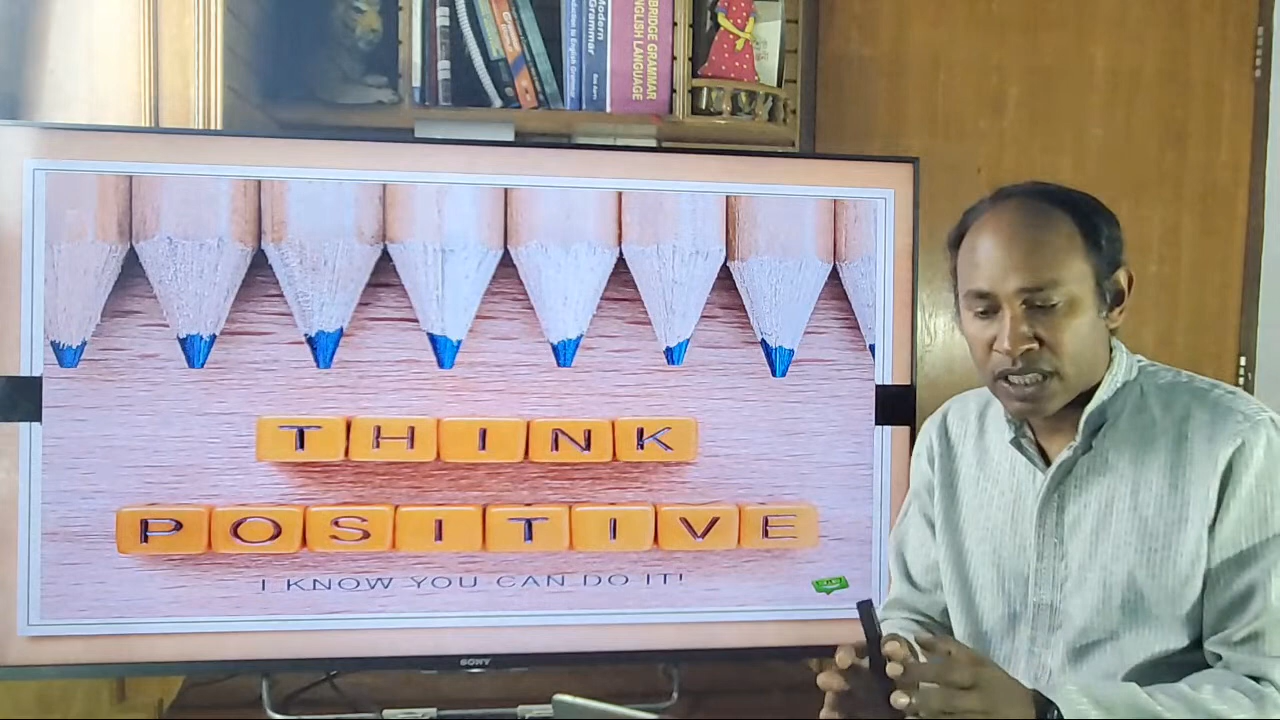 Modern
Grammar
BRIDGE GRAMMAR
ENGLISH LANGUAGE
THINK
POSITIVE
I KNOW YOU CAN DO IT!
SONY